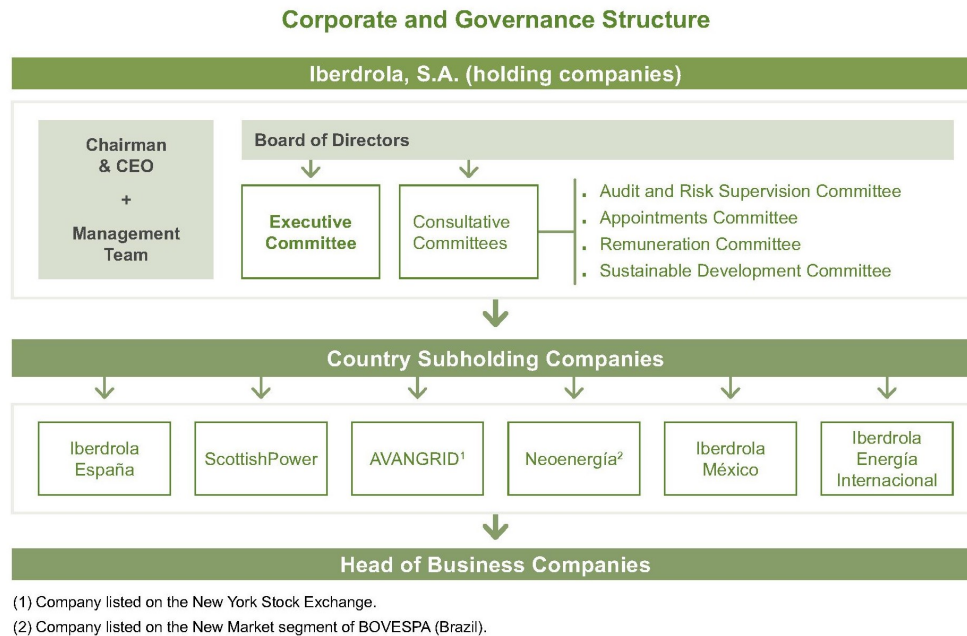 Corporate and Governance Structure
Iberdrola, S.A. (holding companies)
Chairman
& CEO
+
Management
Team
Board of Directors
Executive
Committee
Consultative
Committees
. Audit and Risk Supervision Committee
. Appointments Committee
. Remuneration Committee
. Sustainable Development Committee
Country Subholding Companies
Iberdrola
España
ScottishPower
AVANGRID¹
Neoenergía²
Iberdrola
México
Iberdrola
Energía
Internacional
Head of Business Companies
(1) Company listed on the New York Stock Exchange.
(2) Company listed on the New Market segment of BOVESPA (Brazil).